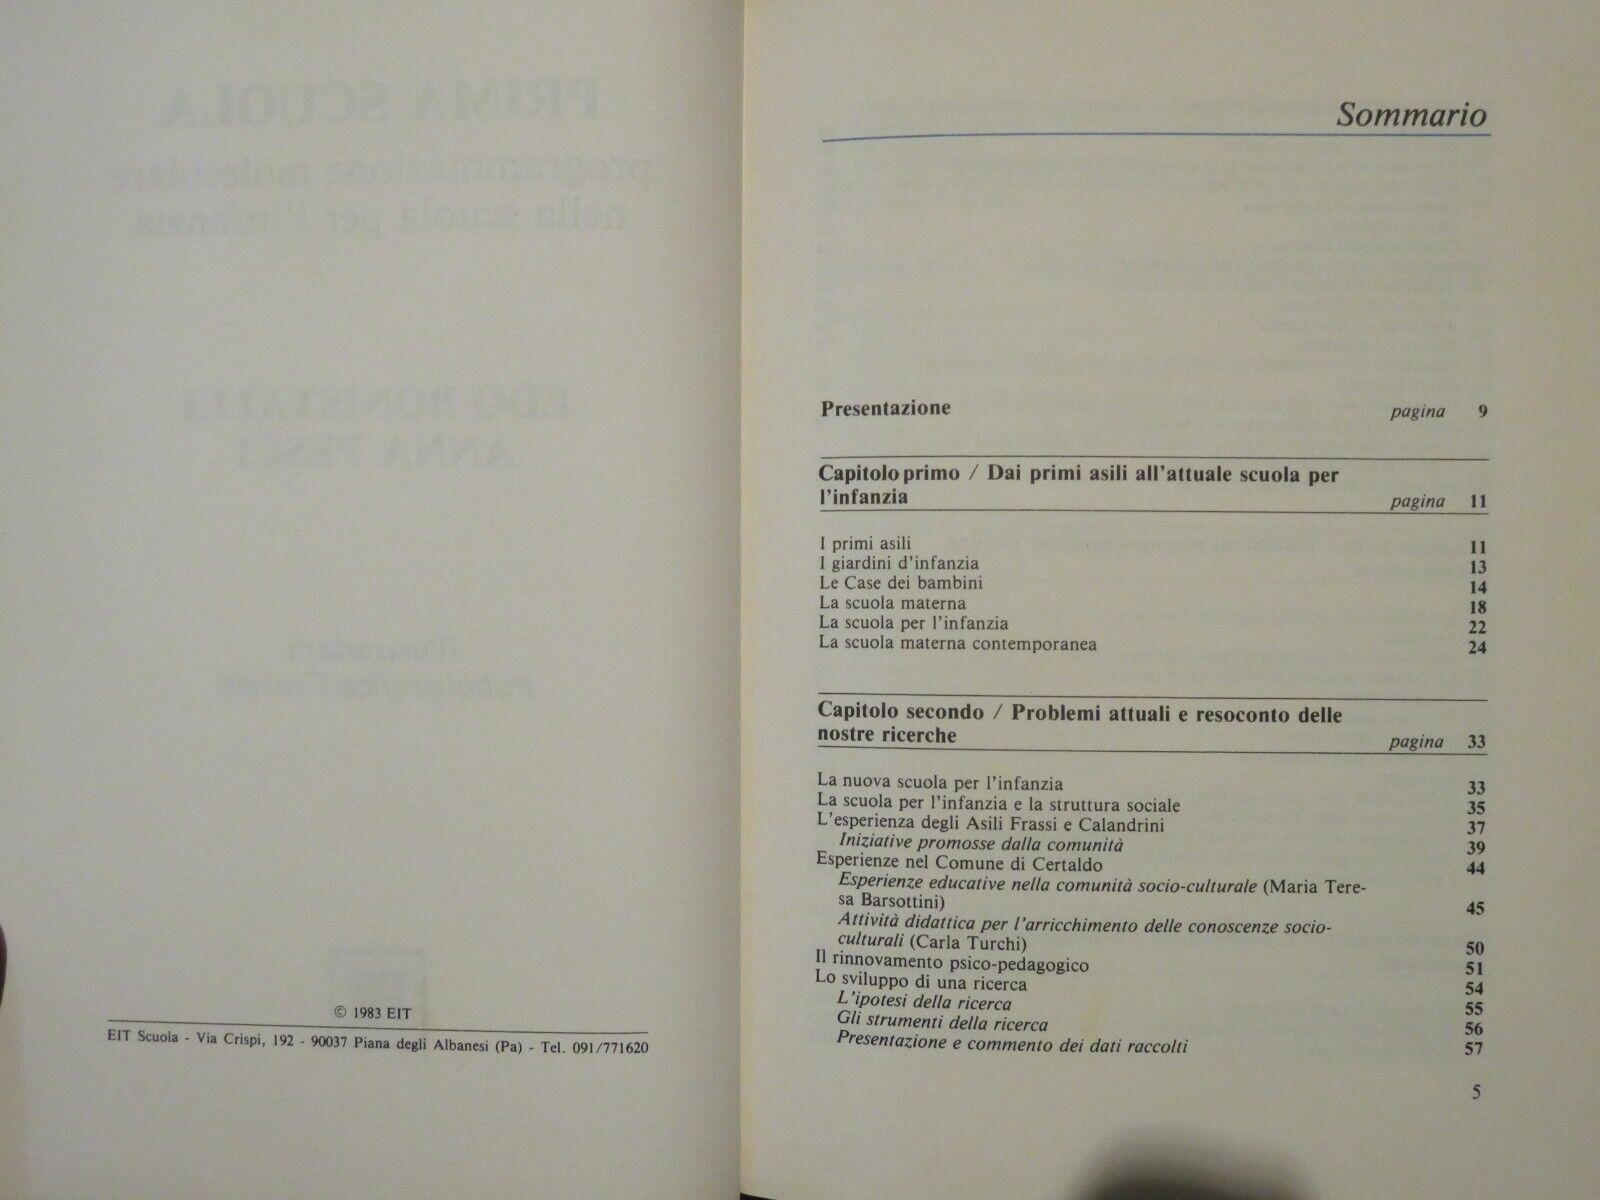 © 1983 EIT
EIT Scuola - Via Crispi, 192 - 90037 Piana degli Albanesi (Pa) - Tel. 091/771620
Sommario
Presentazione pagina 9
Capitolo primo / Dai primi asili all'attuale scuola per
l'infanzia pagina 11
I primi asili 11
I giardini d'infanzia 13
Le Case dei bambini 14
La scuola materna 18
La scuola per l'infanzia 22
La scuola materna contemporanea 24
Capitolo secondo / Problemi attuali e resoconto delle
nostre ricerche pagina 33
La nuova scuola per l'infanzia 33
La scuola per l'infanzia e la struttura sociale 35
L'esperienza degli Asili Frassi e Calandrini 37
Iniziative promosse dalla comunità 39
Esperienze nel Comune di Certaldo 44
Esperienze educative nella comunità socio-culturale (Maria Tere-
sa Barsottini) 45
Attività didattica per l'arricchimento delle conoscenze socio-
culturali (Carla Turchi) 50
Il rinnovamento psico-pedagogico 51
Lo sviluppo di una ricerca 54
L'ipotesi della ricerca 55
Gli strumenti della ricerca 56
Presentazione e commento dei dati raccolti 57
5